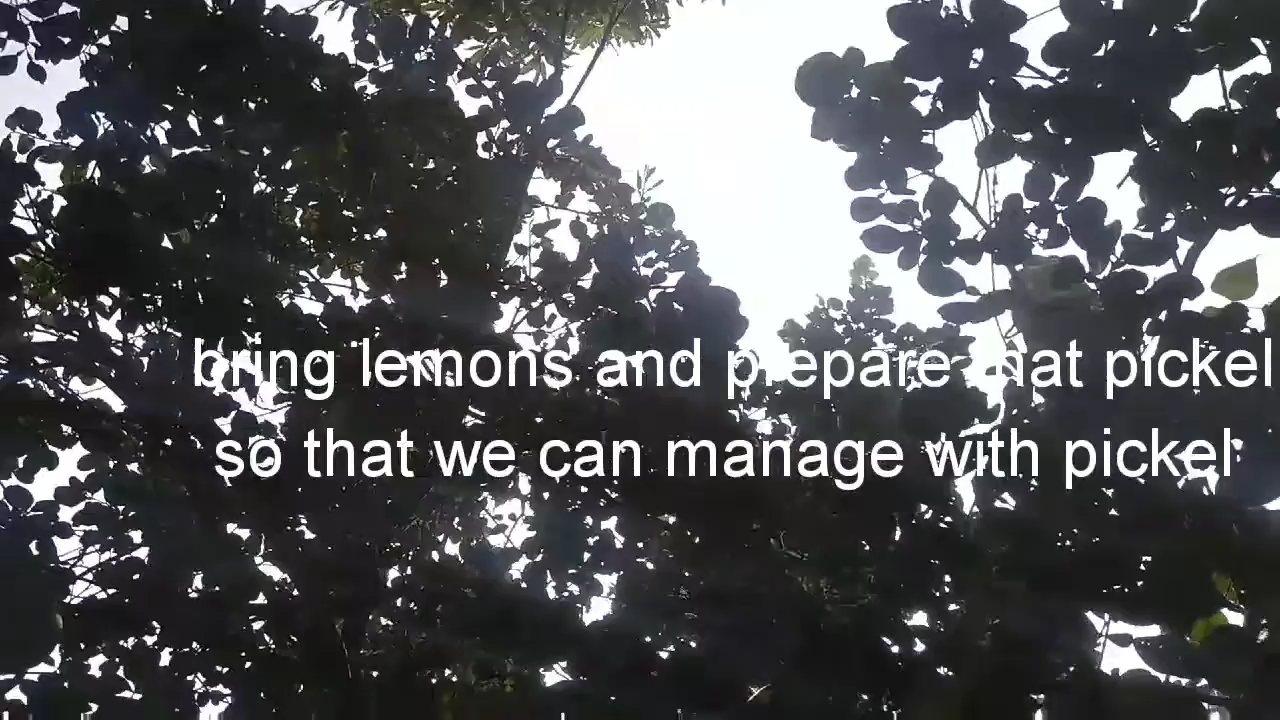 bring lemons and prepare that pickel
so that we can manage with pickel